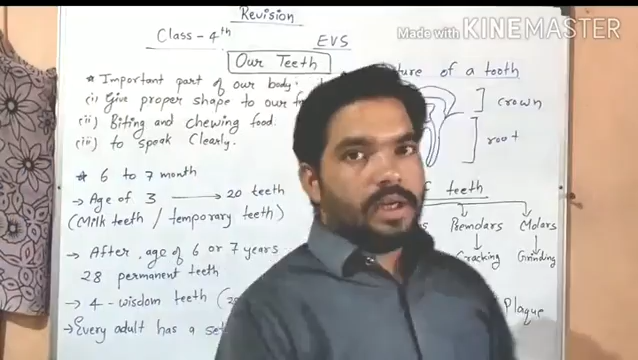 Made with KINEMASTER
Revision
Class - 4th
EVS
Our Teeth
* Important part of our body:
(i) Give proper shape to our
(ii) Biting and chewing food.
(iii) to speak Clearly.
* 6 to 7 month
→ Age of 3 → 20 teeth
(Milk teeth / temporary teeth)
→ After, age of 6 or 7 years
28 permanent teeth
→ 4 - wisdom teeth
→ Every adult has a
of a tooth
crown
root
of teeth
Premolars Molars
Cracking Grinding
Plaque